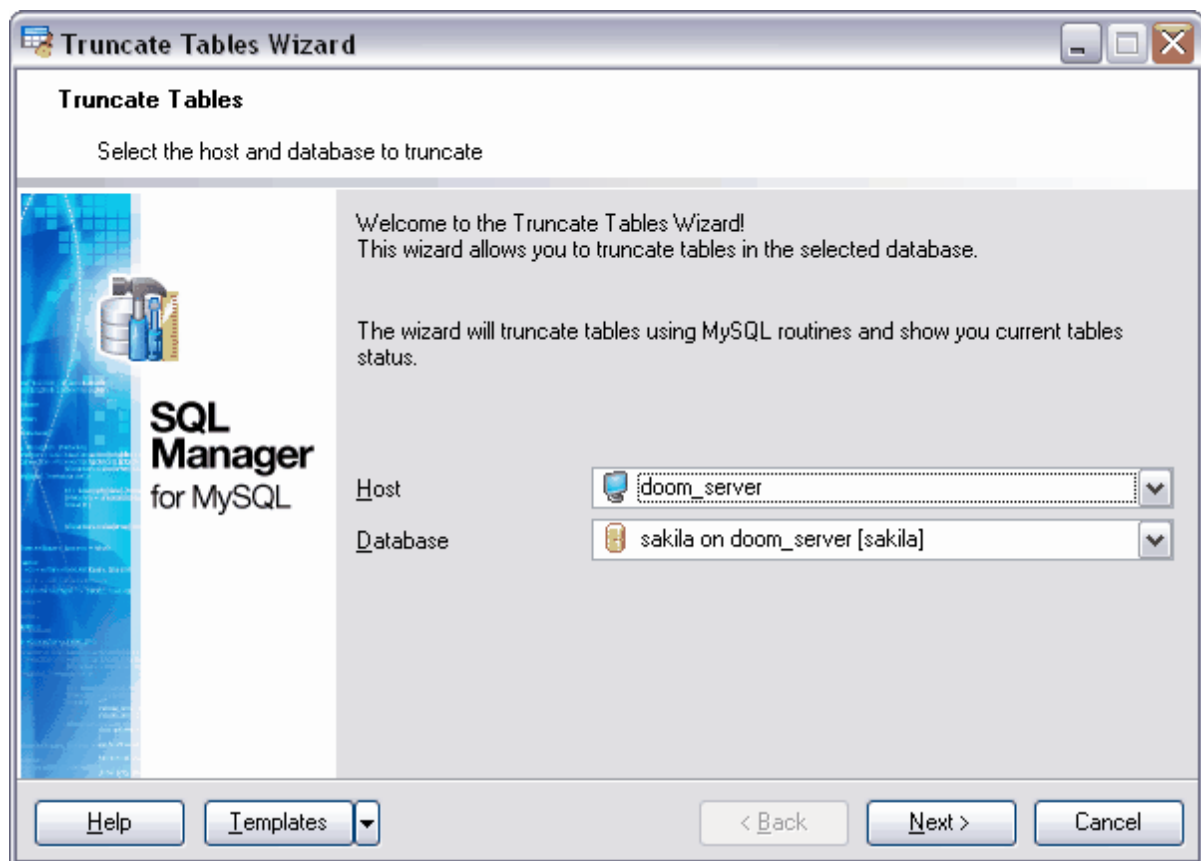 Truncate Tables Wizard
Truncate Tables
Select the host and database to truncate
Welcome to the Truncate Tables Wizard!
This wizard allows you to truncate tables in the selected database.
The wizard will truncate tables using MySQL routines and show you current tables
status.
SQL
Manager
for MySQL
Host
doom_server
Database
sakila on doom_server [sakila]
Help
Templates
< Back
Next >
Cancel